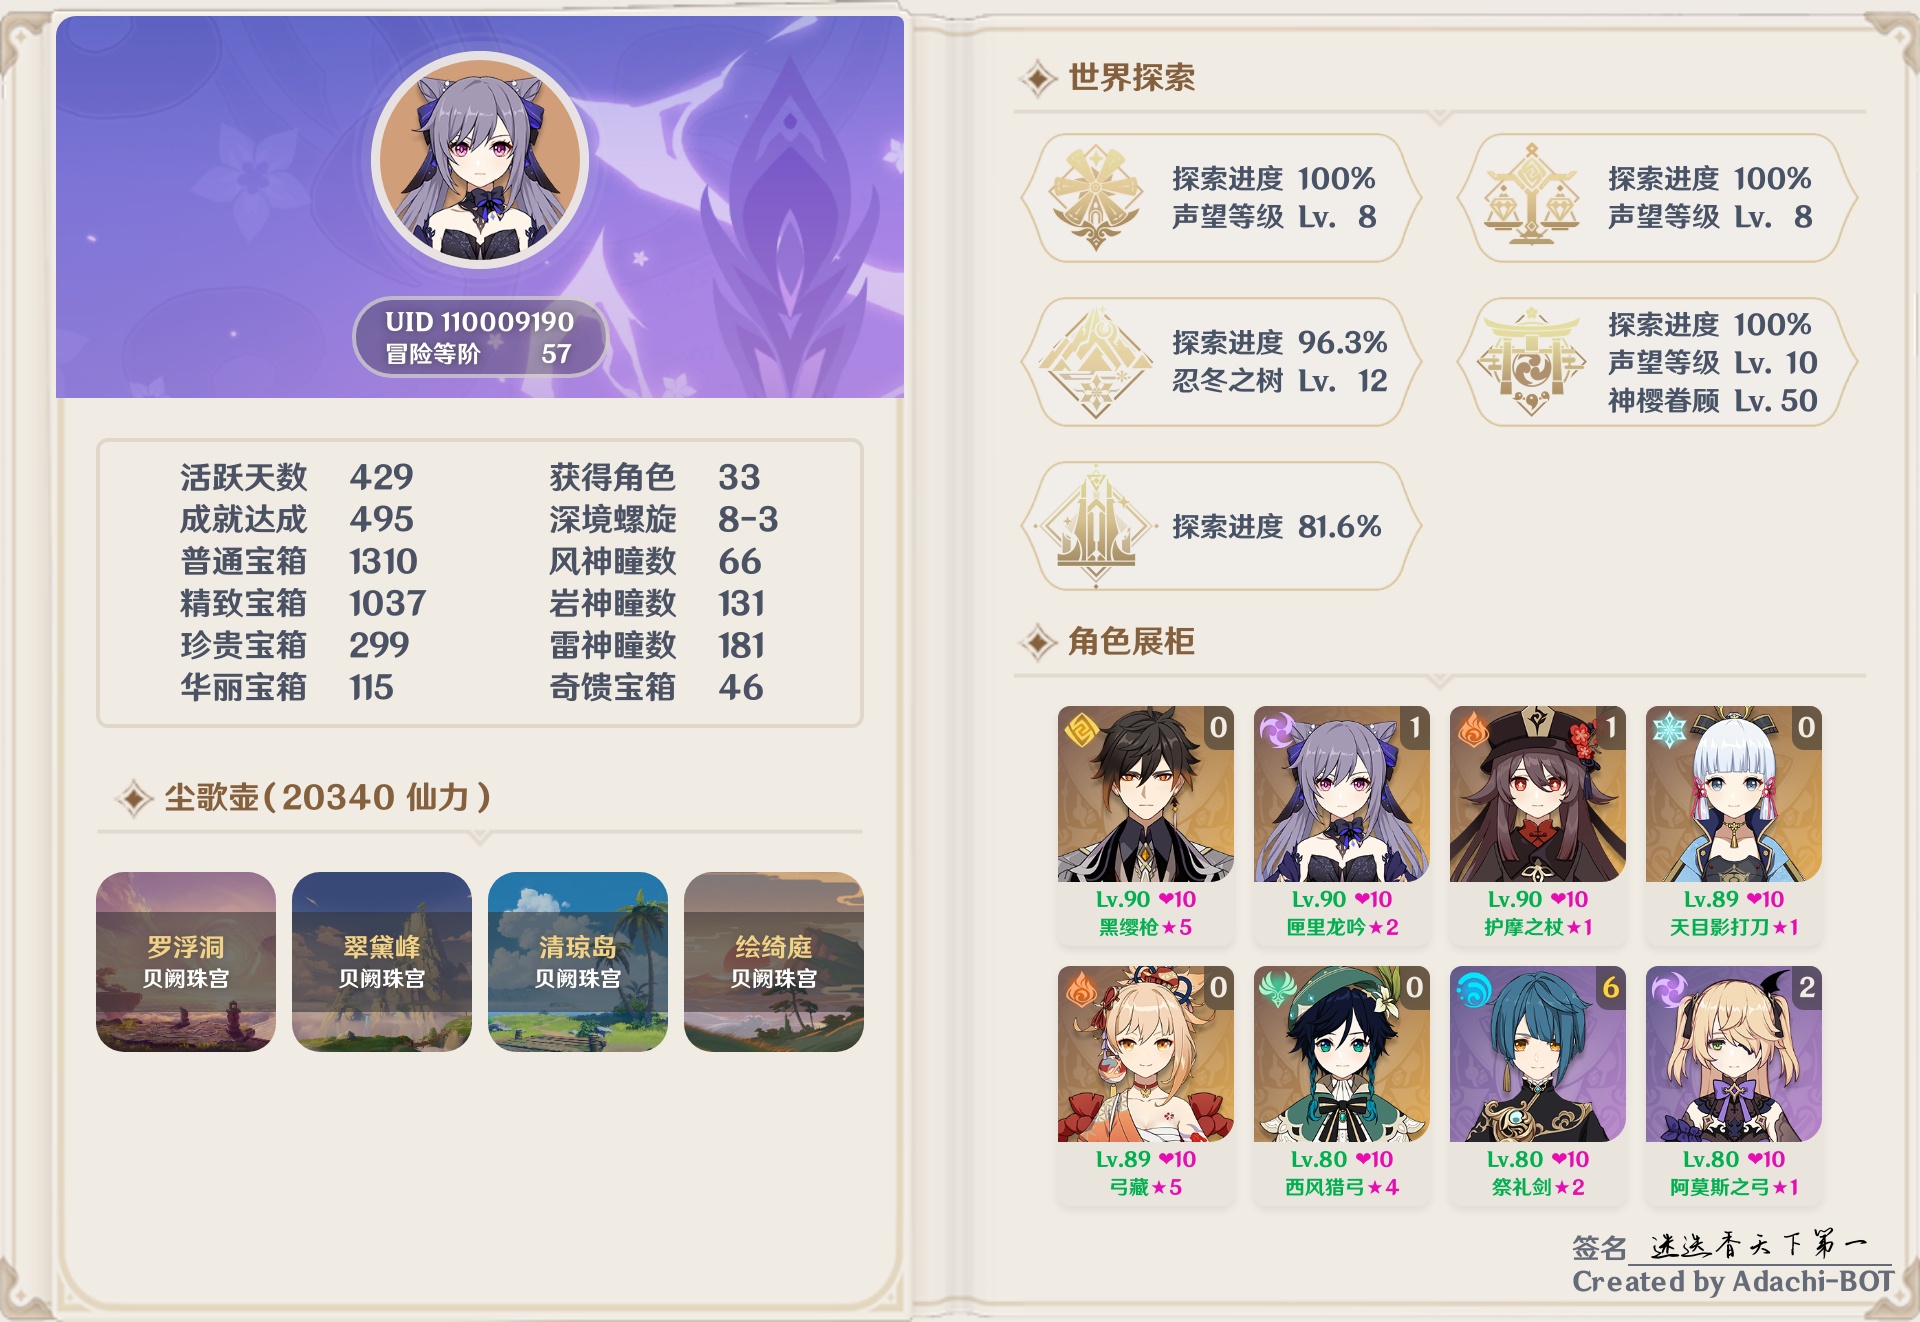 UID 110009190
冒险等阶 57
活跃天数 429 获得角色 33
成就达成 495 深境螺旋 8-3
普通宝箱 1310 风神瞳数 66
精致宝箱 1037 岩神瞳数 131
珍贵宝箱 299 雷神瞳数 181
华丽宝箱 115 奇馈宝箱 46
尘歌壶(20340 仙力)
罗浮洞 翠黛峰 清琼岛 绘绮庭
贝阙珠宫 贝阙珠宫 贝阙珠宫 贝阙珠宫
世界探索
探索进度 100%
声望等级 Lv. 8
探索进度 100%
声望等级 Lv. 8
探索进度 96.3%
忍冬之树 Lv. 12
探索进度 100%
声望等级 Lv. 10
神樱眷顾 Lv. 50
探索进度 81.6%
角色展柜
0 1 1 0
Lv.90 ❤10 Lv.90 ❤10 Lv.90 ❤10 Lv.89 ❤10
黑缨枪★5 匣里龙吟★2 护摩之杖★1 天目影打刀★1
0 0 6 2
Lv.89 ❤10 Lv.80 ❤10 Lv.80 ❤10 Lv.80 ❤10
弓藏★5 西风猎弓★4 祭礼剑★2 阿莫斯之弓★1
签名 迷迭香天下第一
Created by Adachi-BOT